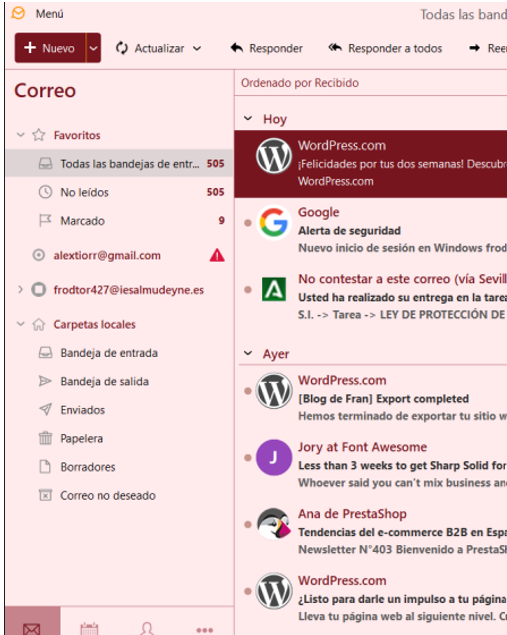 Menú
Todas las band
Nuevo
Actualizar
Responder
Responder a todos
Ree
Correo
Favoritos
Todas las bandejas de entr... 505
No leídos 505
Marcado 9
alextiorr@gmail.com
frodtor427@iesalmudeyne.es
Carpetas locales
Bandeja de entrada
Bandeja de salida
Enviados
Papelera
Borradores
Correo no deseado
Ordenado por Recibido
Hoy
WordPress.com
¡Felicidades por tus dos semanas! Descubre
WordPress.com
Google
Alerta de seguridad
Nuevo inicio de sesión en Windows frod
No contestar a este correo (vía Sevill
Usted ha realizado su entrega en la tarea
S.I. -> Tarea -> LEY DE PROTECCIÓN DE
Ayer
WordPress.com
[Blog de Fran] Export completed
Hemos terminado de exportar tu sitio w
J
Jory at Font Awesome
Less than 3 weeks to get Sharp Solid for
Whoever said you can't mix business an
Ana de PrestaShop
Tendencias del e-commerce B2B en Espa
Newsletter N°403 Bienvenido a PrestaSh
WordPress.com
¿Listo para darle un impulso a tu página
Lleva tu página web al siguiente nivel. C